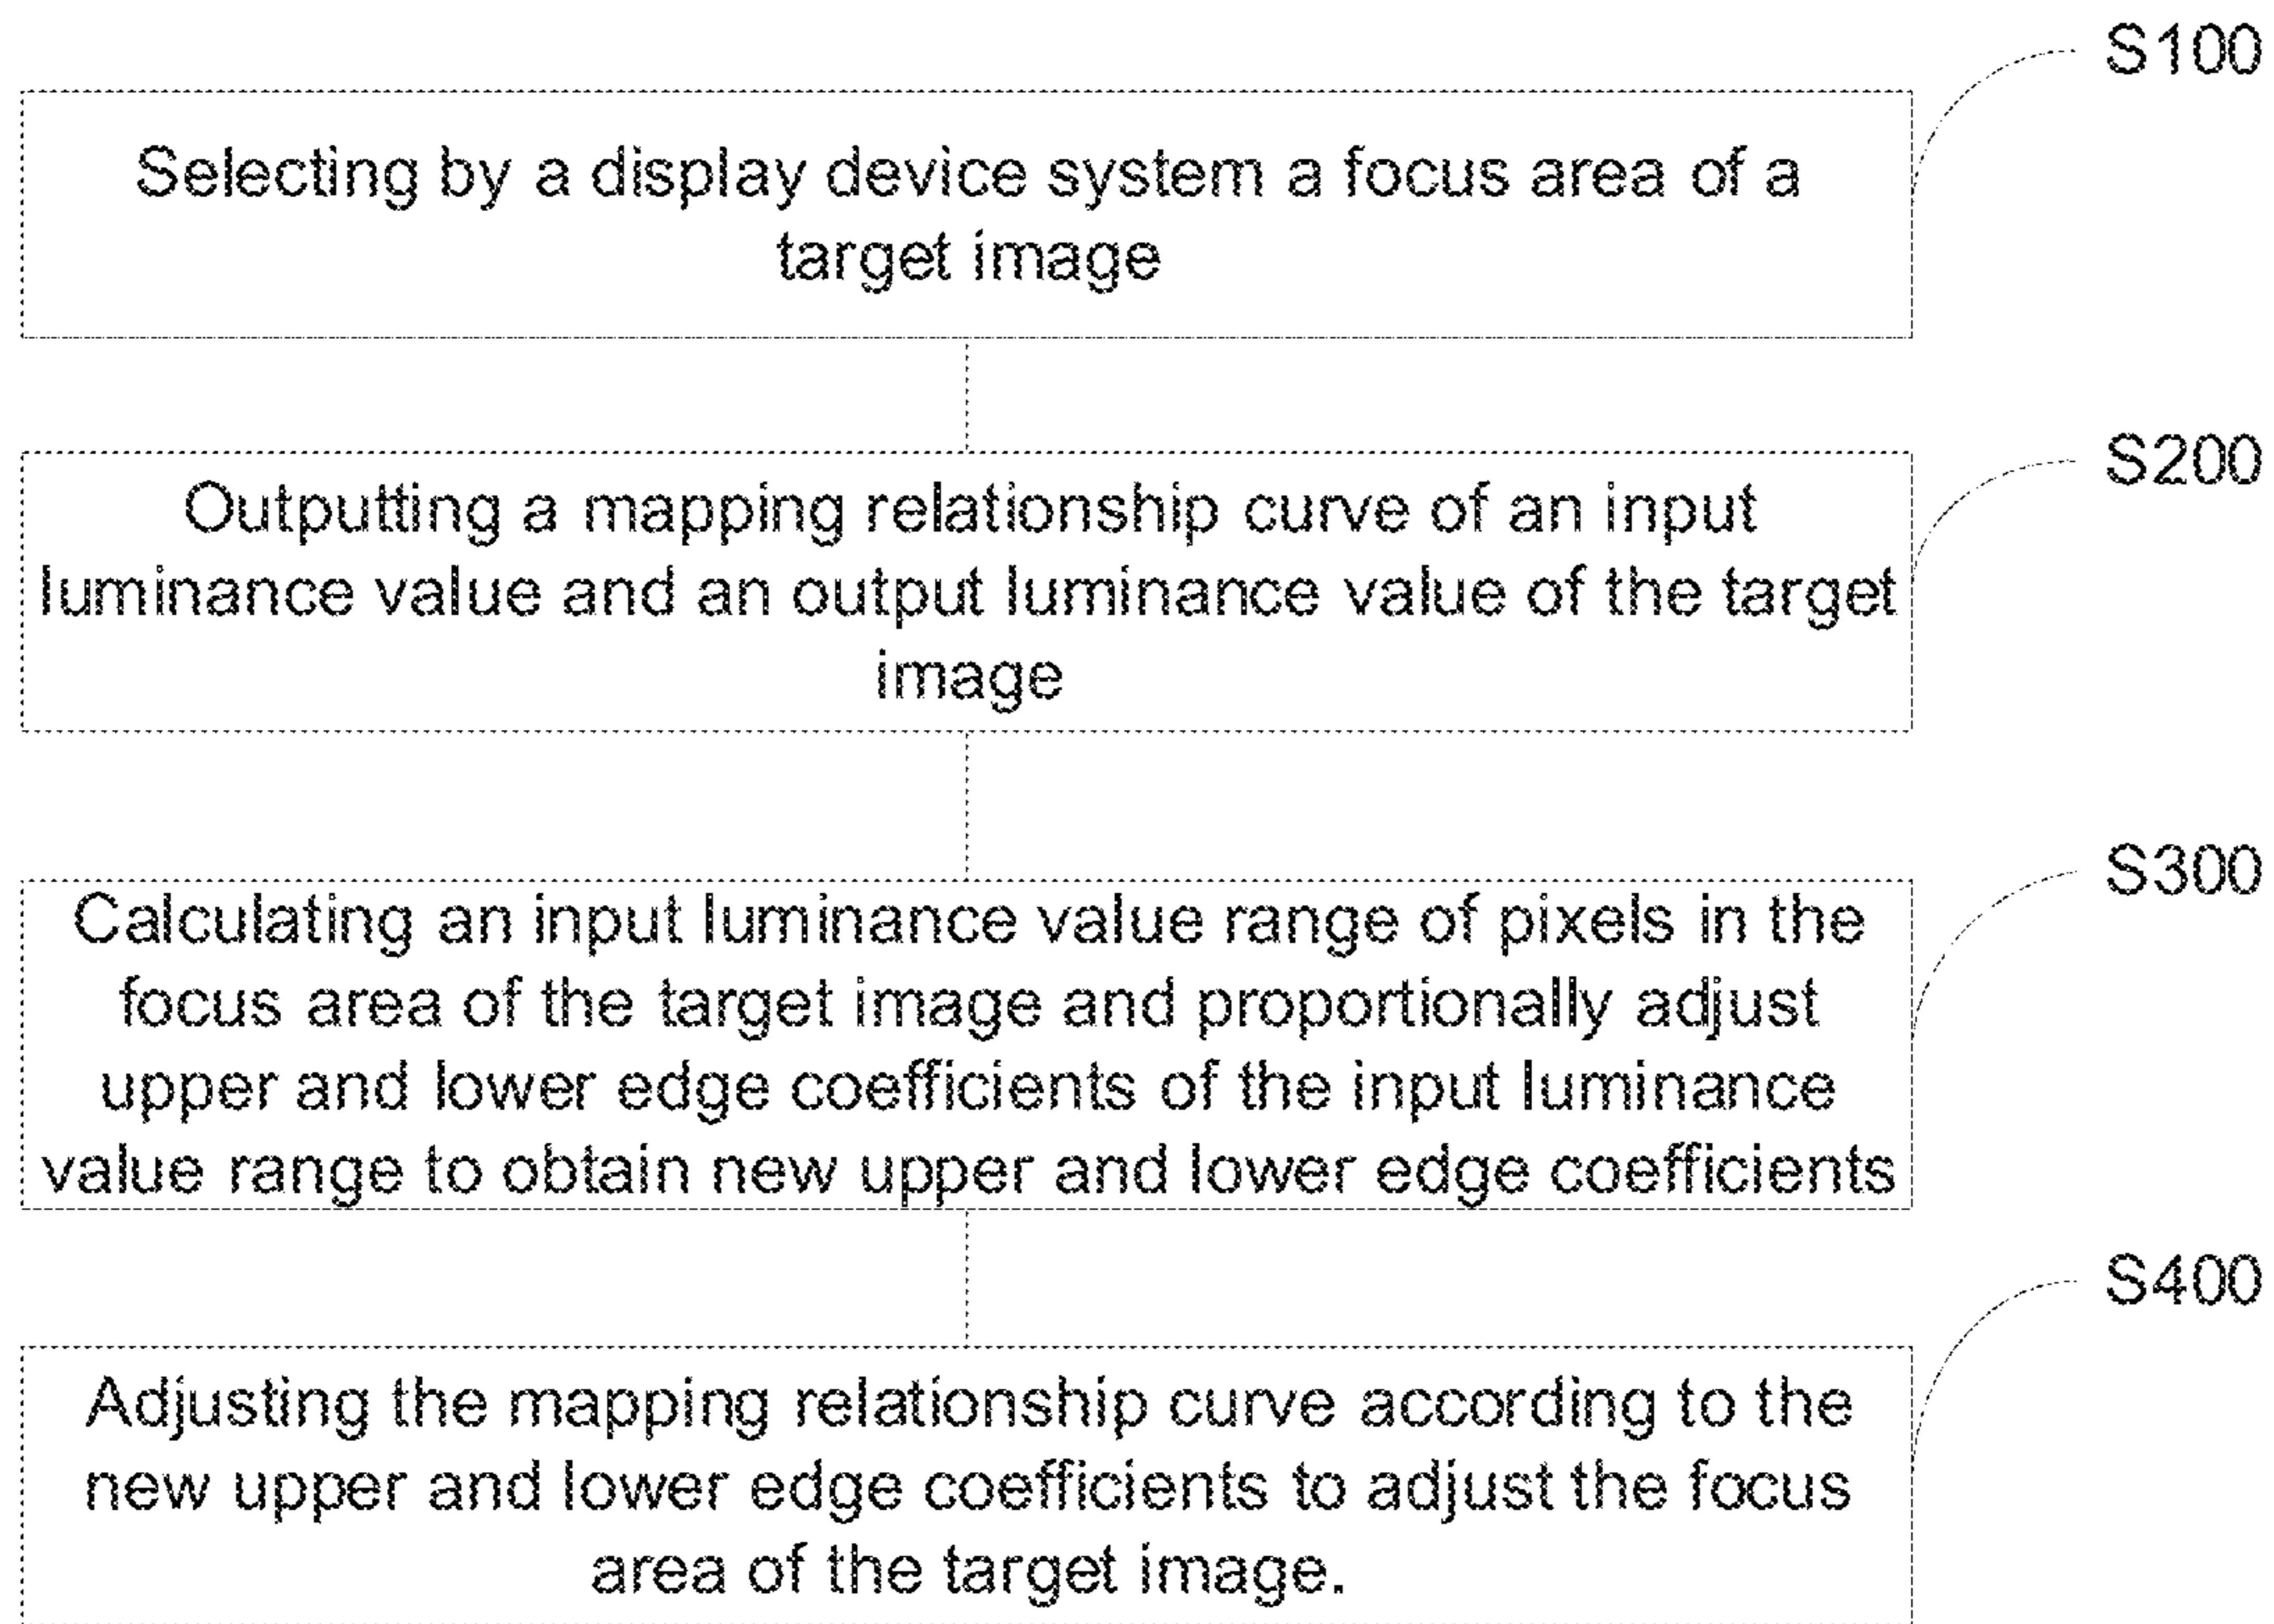 S100
Selecting by a display device system a focus area of a
target image
S200
Outputting a mapping relationship curve of an input
luminance value and an output luminance value of the target
image
S300
Calculating an input luminance value range of pixels in the
focus area of the target image and proportionally adjust
upper and lower edge coefficients of the input luminance
value range to obtain new upper and lower edge coefficients
S400
Adjusting the mapping relationship curve according to the
new upper and lower edge coefficients to adjust the focus
area of the target image.